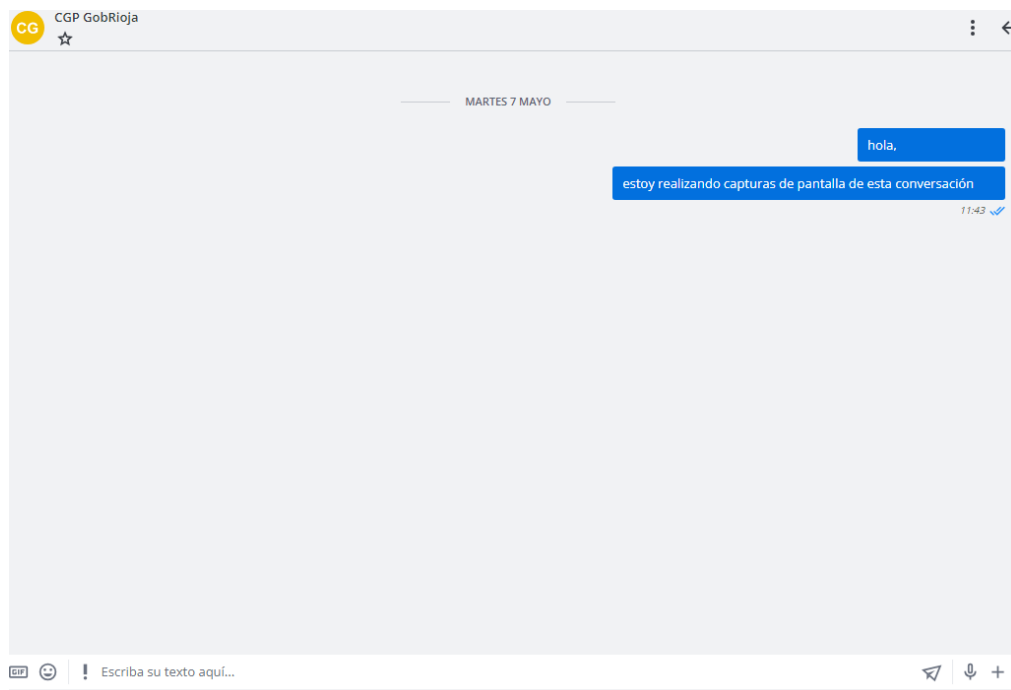 CG
CGP GobRioja
MARTES 7 MAYO
hola,
estoy realizando capturas de pantalla de esta conversación
11:43
GIF
Escriba su texto aquí...